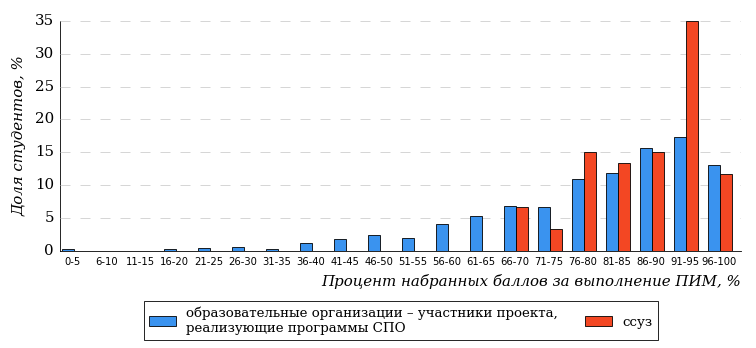 Доля студентов, %
35
30
25
20
15
10
5
0
0-5 6-10 11-15 16-20 21-25 26-30 31-35 36-40 41-45 46-50 51-55 56-60 61-65 66-70 71-75 76-80 81-85 86-90 91-95 96-100
Процент набранных баллов за выполнение ПИМ, %
образовательные организации – участники проекта,
реализующие программы СПО
ссуз